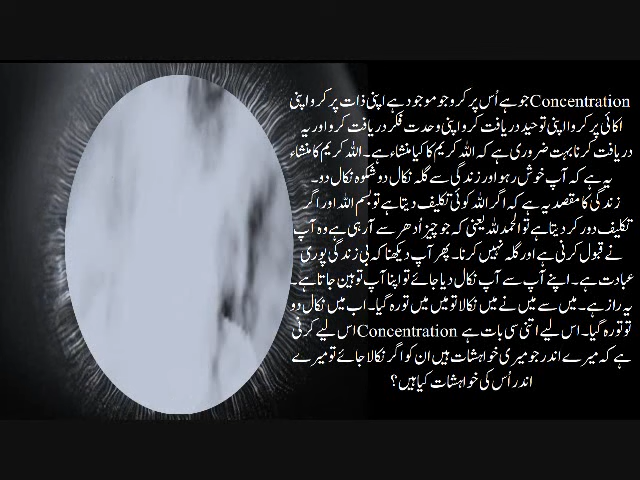 Concentration جو ہے اُس پر کرو جو موجود ہے اپنی ذات پر کرو اپنی
اکائی پر کرو اپنی توحید دریافت کرو اپنی وحدت فکر دریافت کرو اور یہ
دریافت کرنا بہت ضروری ہے کہ اللہ کریم کا کیا منشاء ہے۔ اللہ کریم کا منشاء
یہ ہے کہ آپ خوش رہو اور زندگی سے گلہ نکال دو شکوہ نکال دو۔
زندگی کا مقصد یہ ہے کہ اگر اللہ کوئی تکلیف دیتا ہے تو بسم اللہ اور اگر
تکلیف دور کر دیتا ہے تو الحمد للہ یعنی کہ جو چیز اُدھر سے آ رہی ہے وہ آپ
نے قبول کرنی ہے اور گلہ نہیں کرنا۔ پھر آپ دیکھنا کہ یہی زندگی پوری
عبادت ہے۔ اپنے آپ سے آپ نکال دیا جائے تو اپنا آپ تو بن جاتا ہے۔
یہ راز ہے۔ میں سے میں نے میں نکالا تو میں میں تو رہ گیا۔ اب میں نکال دو
تو تو رہ گیا۔ اس لیے اتنی سی بات ہے Concentration اس لیے کرنی
ہے کہ میرے اندر جو میری خواہشات ہیں ان کو اگر نکالا جائے تو میرے
اندر اُس کی خواہشات کیا ہیں؟